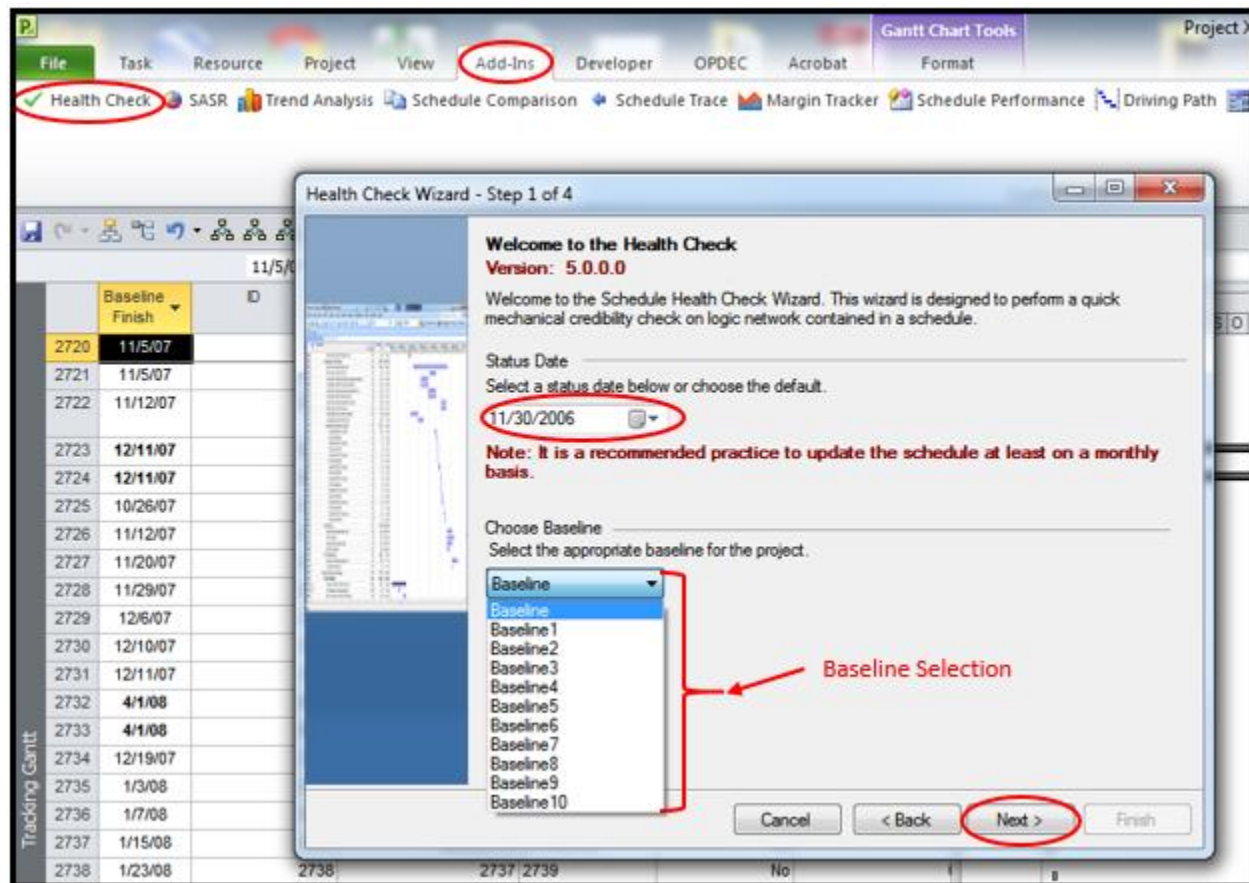 Gantt Chart Tools
Project X
File Task Resource Project View Add-Ins Developer OPDEC Acrobat Format
Health Check SASR Trend Analysis Schedule Comparison Schedule Trace Margin Tracker Schedule Performance Driving Path
Health Check Wizard - Step 1 of 4
Welcome to the Health Check
Version: 5.0.0.0
Welcome to the Schedule Health Check Wizard. This wizard is designed to perform a quick
mechanical credibility check on logic network contained in a schedule.
Status Date
Select a status date below or choose the default.
11/30/2006
Note: It is a recommended practice to update the schedule at least on a monthly
basis.
Choose Baseline
Select the appropriate baseline for the project.
Baseline
Baseline
Baseline1
Baseline2
Baseline3
Baseline4
Baseline5
Baseline6
Baseline7
Baseline8
Baseline9
Baseline10
Baseline Selection
Cancel < Back Next > Finish
11/5/0
Baseline
Finish
ID
S O
2720 11/5/07
2721 11/5/07
2722 11/12/07
2723 12/11/07
2724 12/11/07
2725 10/26/07
2726 11/12/07
2727 11/20/07
2728 11/29/07
2729 12/6/07
2730 12/10/07
2731 12/11/07
2732 4/1/08
2733 4/1/08
2734 12/19/07
2735 1/3/08
2736 1/7/08
2737 1/15/08
2738 1/23/08 2738 2737 2739 No
Tracking Gantt